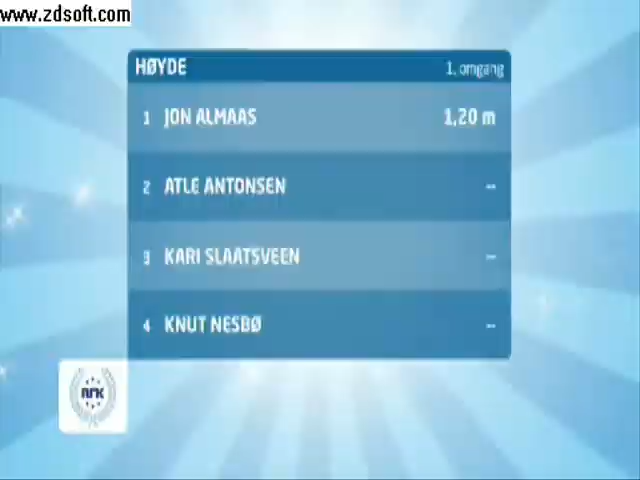 www.zdsoft.com
HØYDE 1. omgang
1 JON ALMAAS 1,20 m
2 ATLE ANTONSEN --
3 KARI SLAATSVEEN --
4 KNUT NESBØ --
NRK